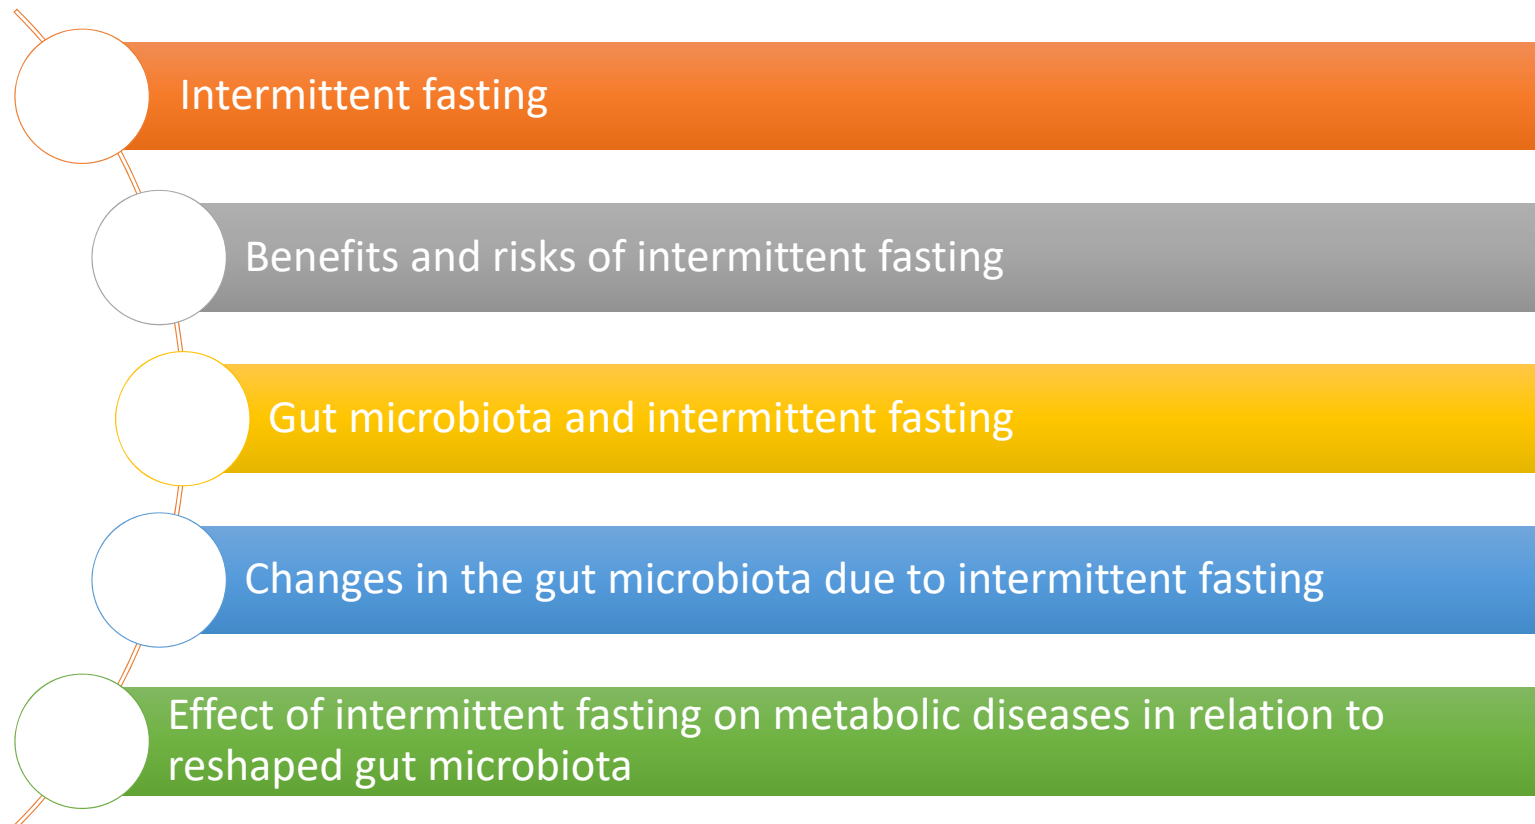 Intermittent fasting
Benefits and risks of intermittent fasting
Gut microbiota and intermittent fasting
Changes in the gut microbiota due to intermittent fasting
Effect of intermittent fasting on metabolic diseases in relation to
reshaped gut microbiota